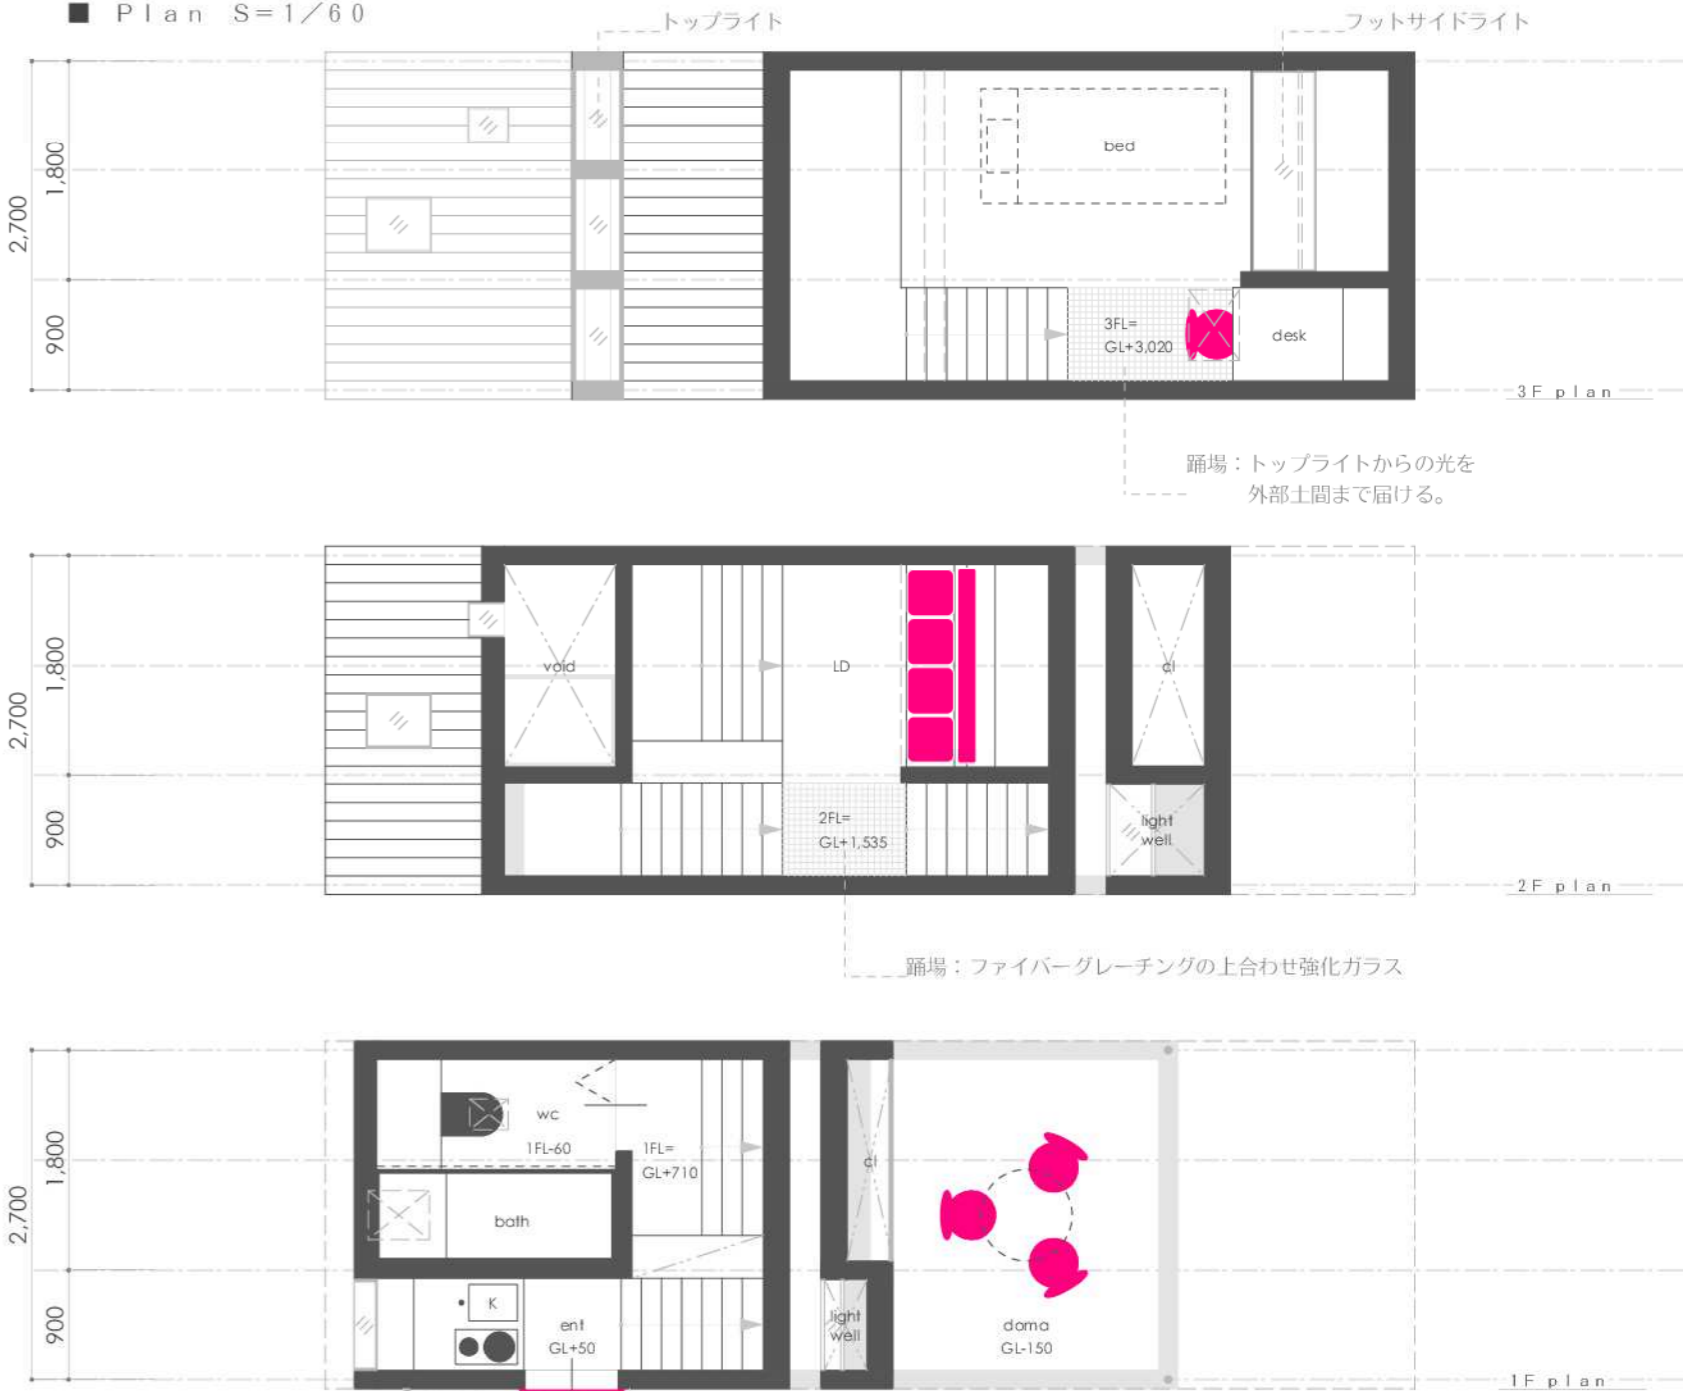 ■ Plan S=1/60
トップライト
フットサイドライト
2,700
1,800
900
bed
3FL=
GL+3,020
desk
3F plan
踊場：トップライトからの光を
外部土間まで届ける。
2,700
1,800
900
void
LD
cl
2FL=
GL+1,535
light
well
2F plan
踊場：ファイバーグレーチングの上合わせ強化ガラス
2,700
1,800
900
wc
1FL-60
1FL=
GL+710
cl
bath
K
ent
GL+50
light
well
doma
GL-150
1F plan